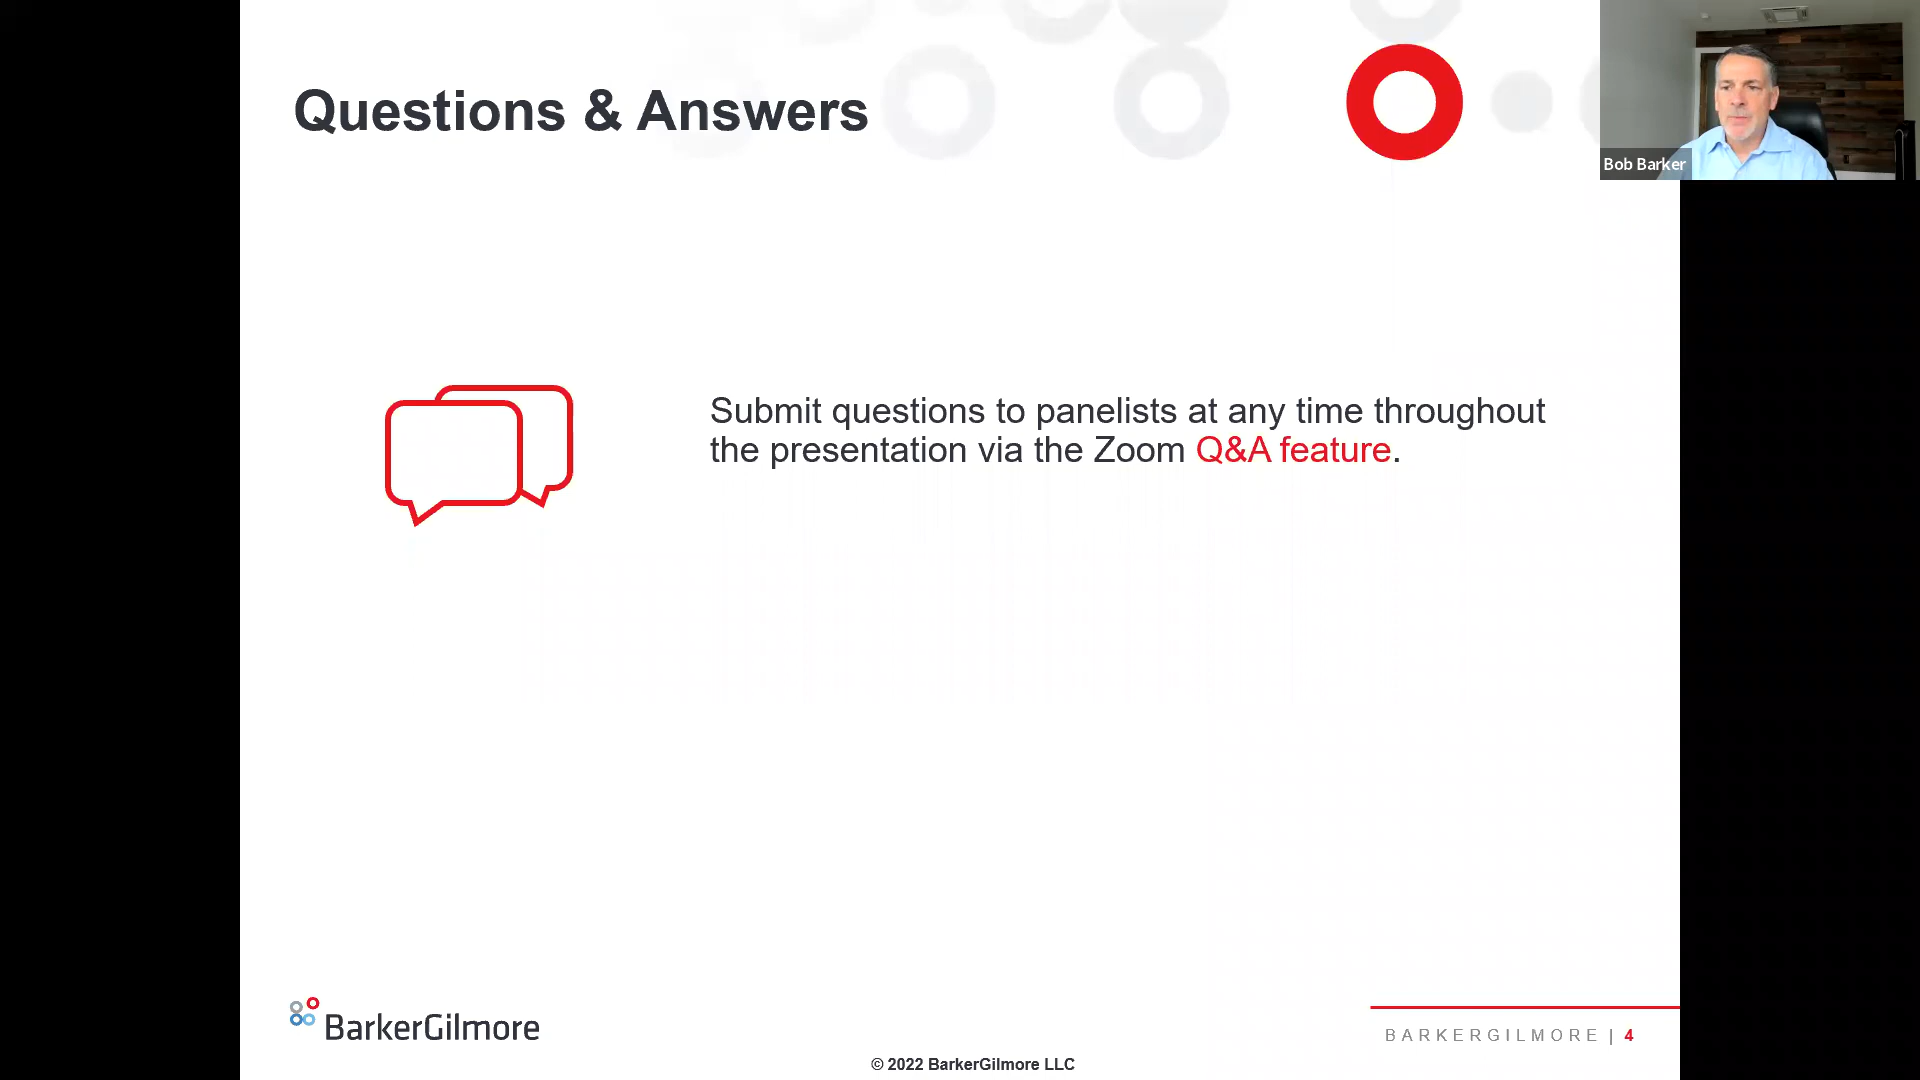 Questions & Answers
Bob Barker
Submit questions to panelists at any time throughout
the presentation via the Zoom Q&A feature.
BarkerGilmore
BARKERGILMORE | 4
© 2022 BarkerGilmore LLC